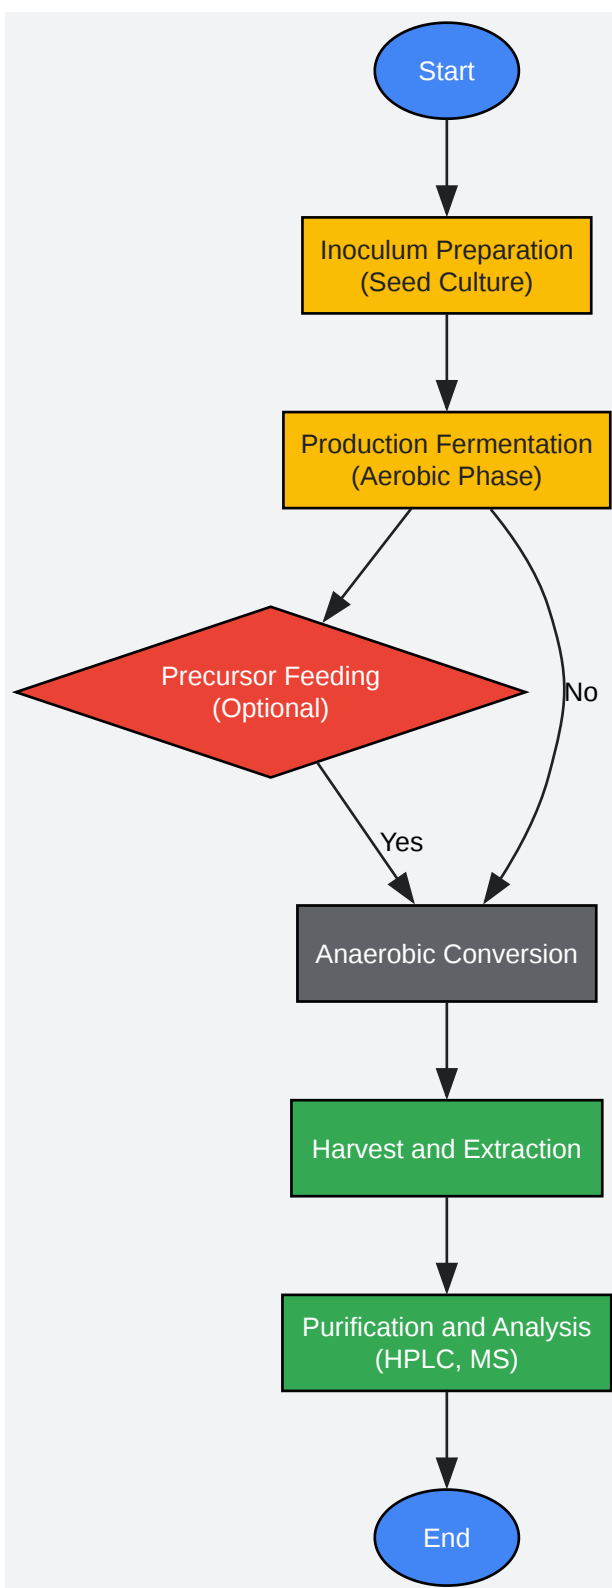 Start
Inoculum Preparation
(Seed Culture)
Production Fermentation
(Aerobic Phase)
Precursor Feeding
(Optional)
No
Yes
Anaerobic Conversion
Harvest and Extraction
Purification and Analysis
(HPLC, MS)
End